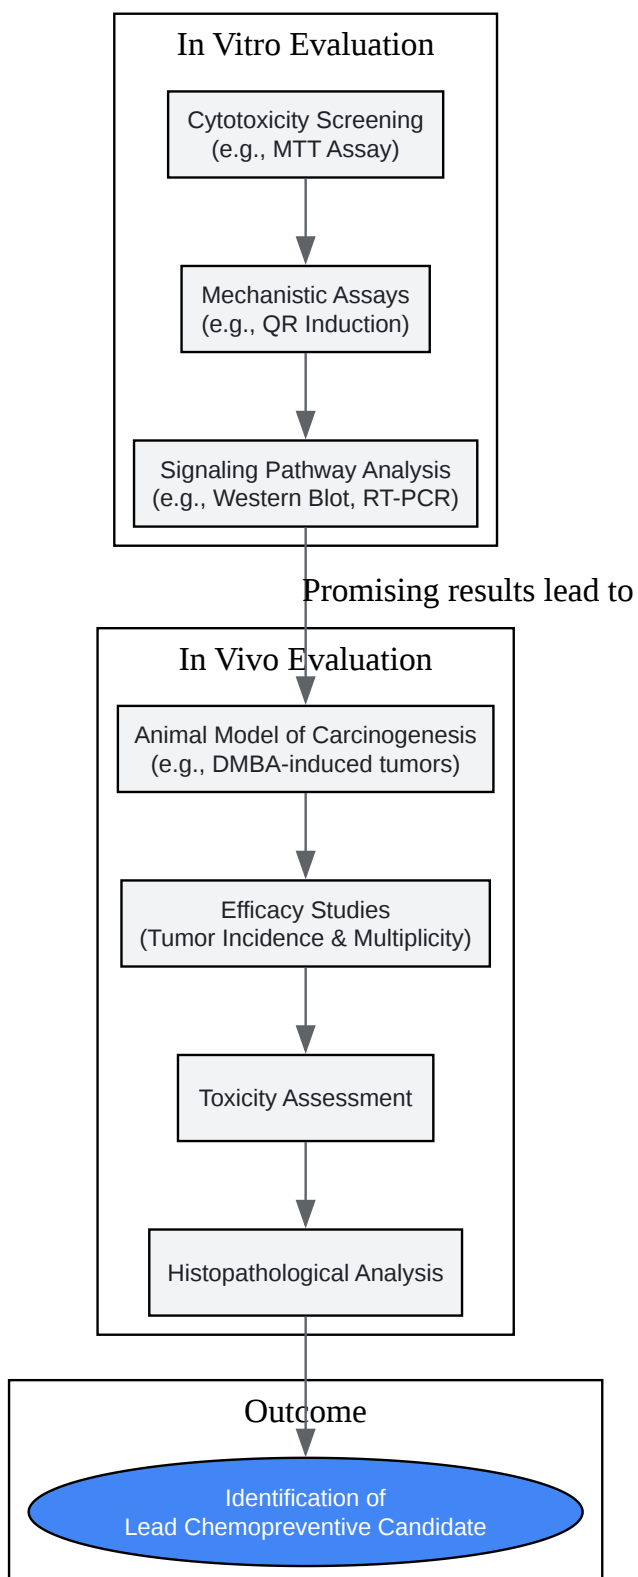 In Vitro Evaluation
Cytotoxicity Screening
(e.g., MTT Assay)
Mechanistic Assays
(e.g., QR Induction)
Signaling Pathway Analysis
(e.g., Western Blot, RT-PCR)
Promising results lead to
In Vivo Evaluation
Animal Model of Carcinogenesis
(e.g., DMBA-induced tumors)
Efficacy Studies
(Tumor Incidence & Multiplicity)
Toxicity Assessment
Histopathological Analysis
Outcome
Identification of
Lead Chemopreventive Candidate